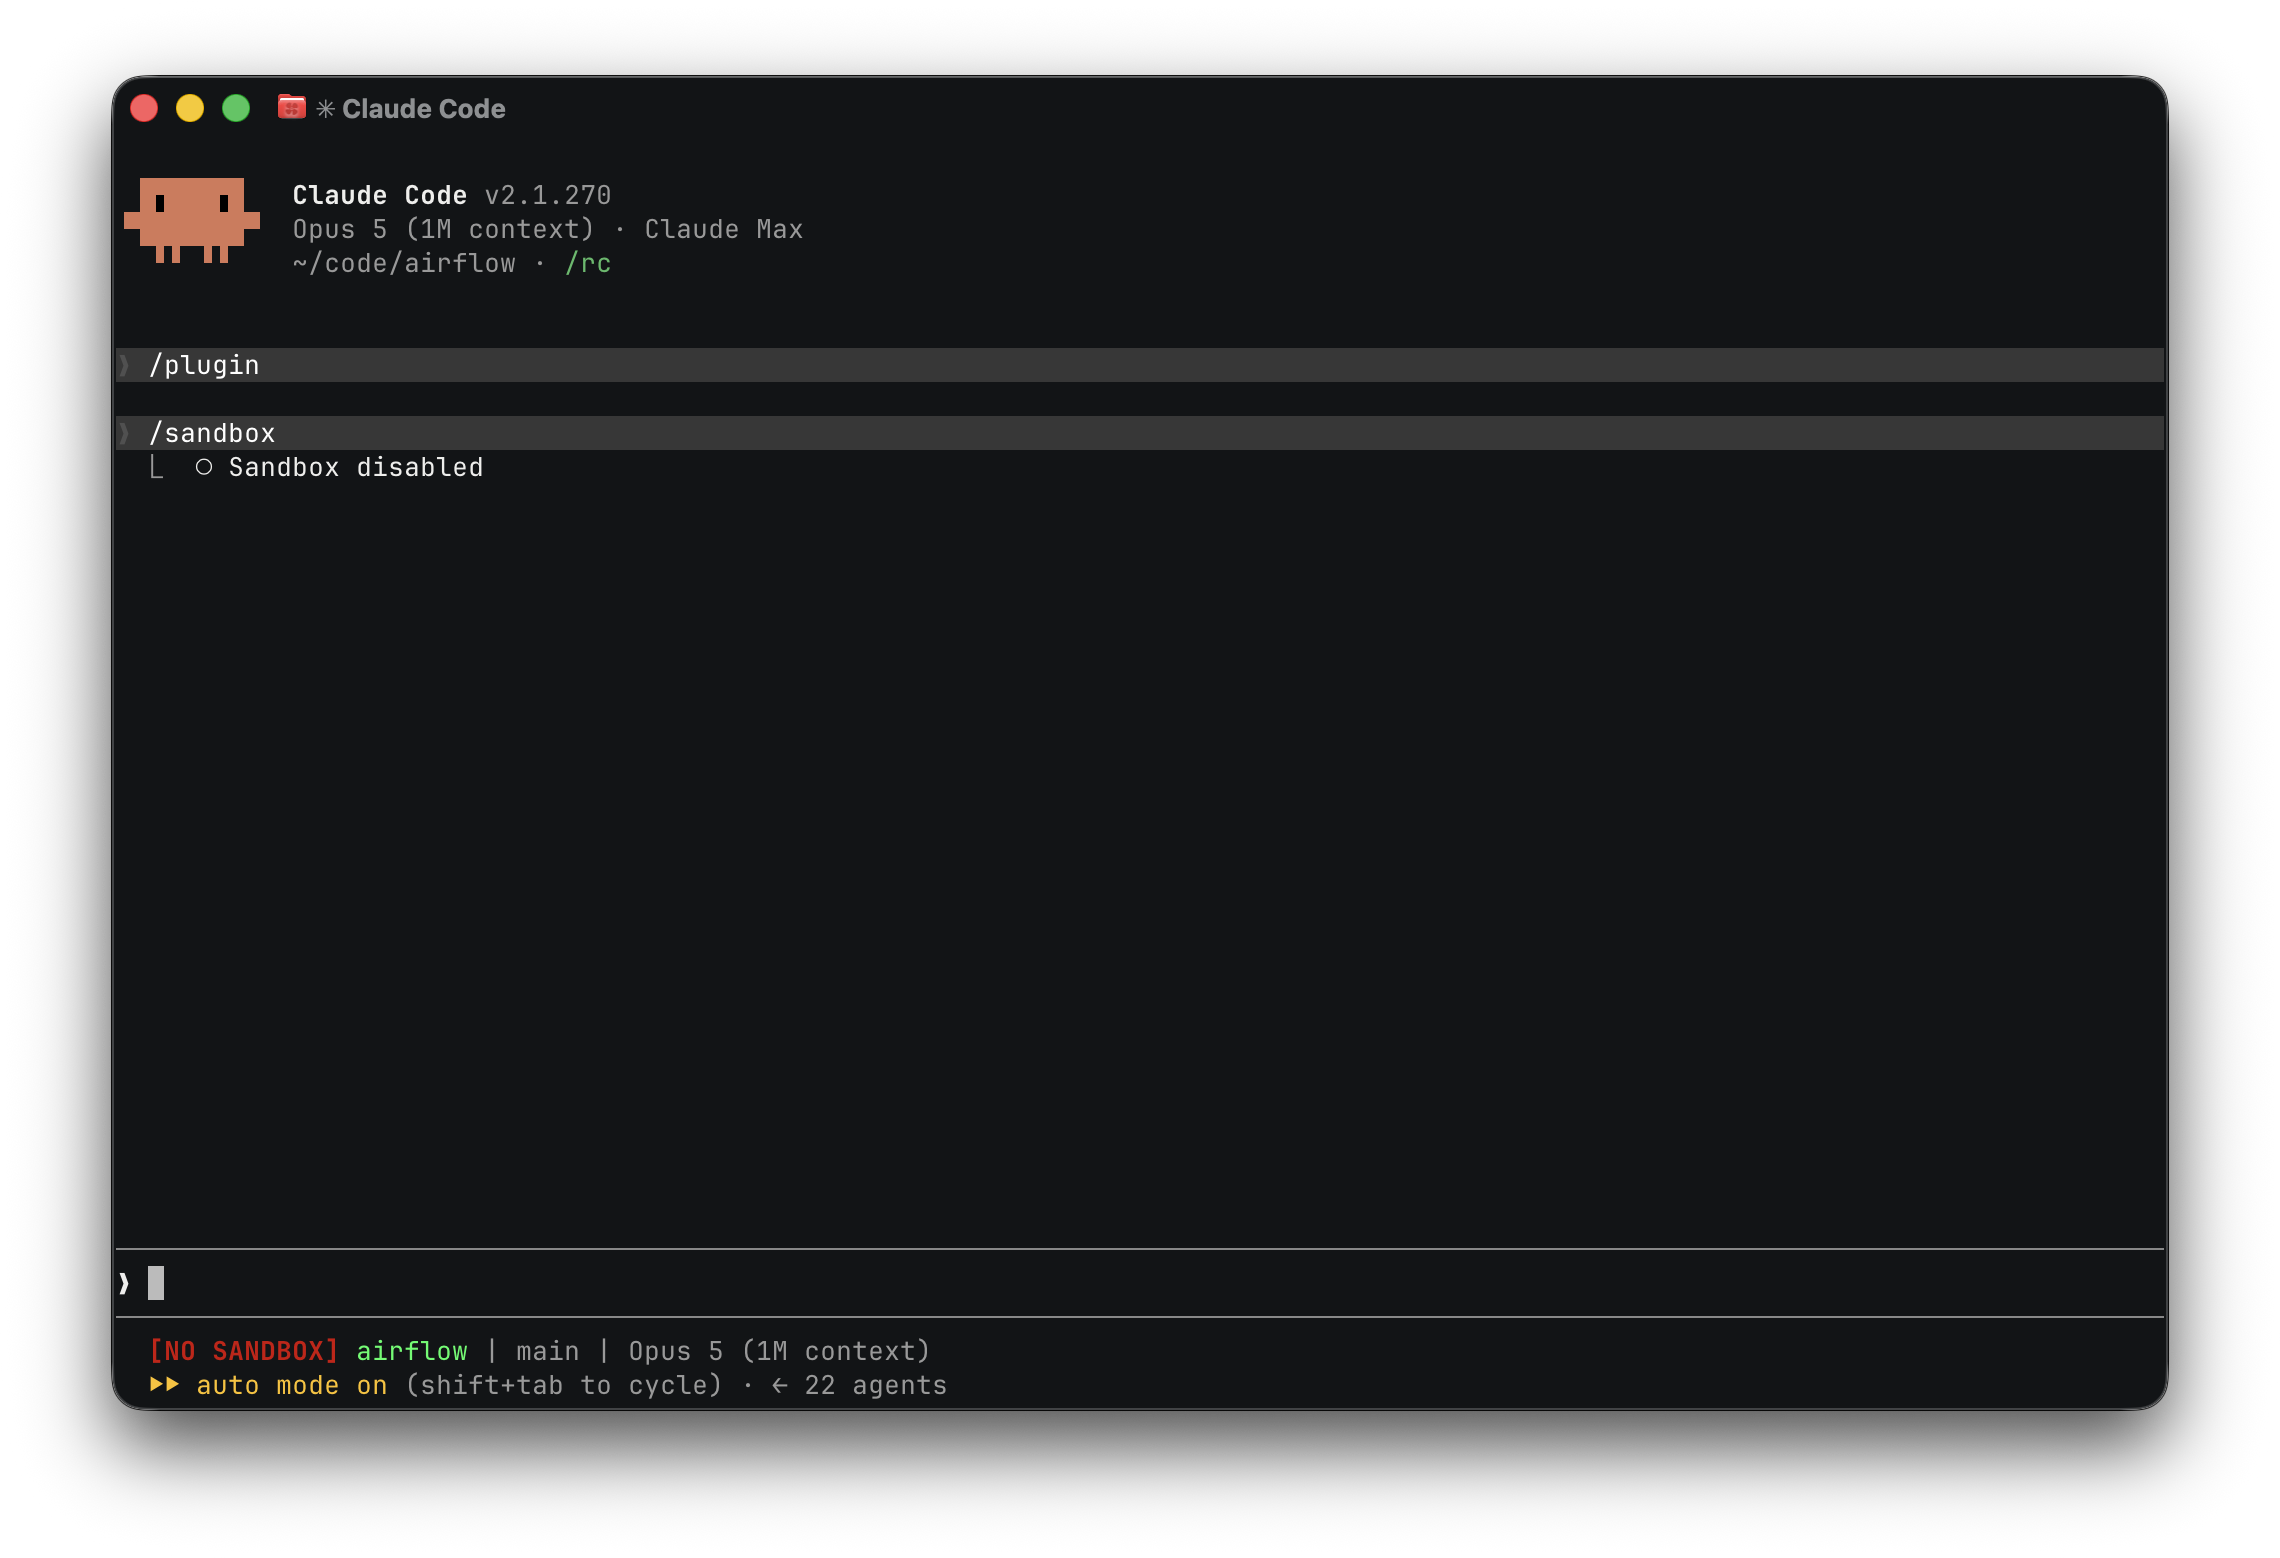 ✳ Claude Code
Claude Code v2.1.270
Opus 5 (1M context) · Claude Max
~/code/airflow · /rc
❯ /plugin
❯ /sandbox
⎿ ○ Sandbox disabled
❯
[NO SANDBOX] airflow | main | Opus 5 (1M context)
⏵⏵ auto mode on (shift+tab to cycle) · ← 22 agents